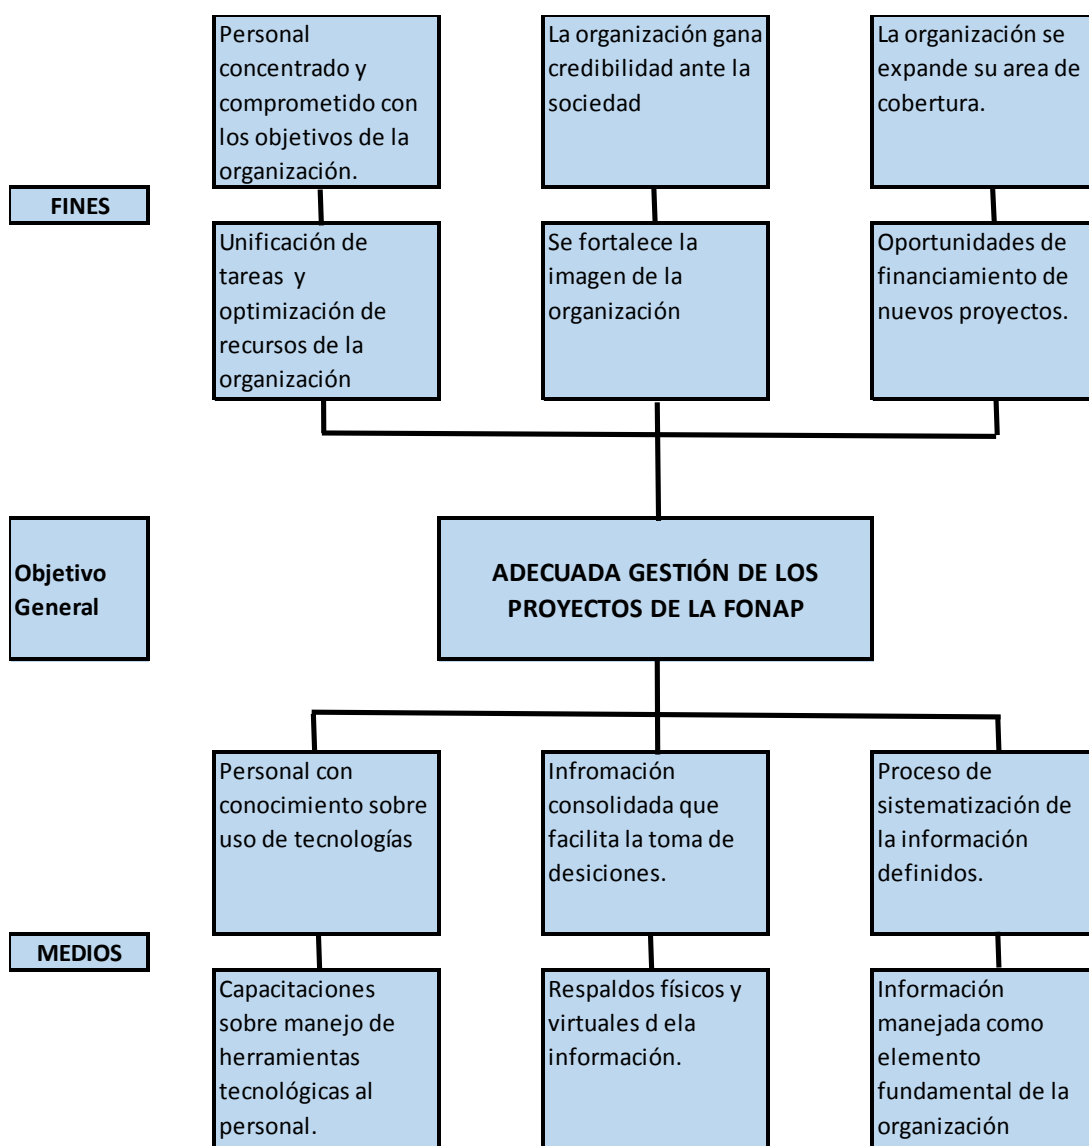 Personal
concentrado y
comprometido con
los objetivos de la
organización.
La organización gana
credibilidad ante la
sociedad
La organización se
expande su area de
cobertura.
FINES
Unificación de
tareas y
optimización de
recursos de la
organización
Se fortalece la
imagen de la
organización
Oportunidades de
financiamiento de
nuevos proyectos.
Objetivo
General
ADECUADA GESTIÓN DE LOS
PROYECTOS DE LA FONAP
Personal con
conocimiento sobre
uso de tecnologías
Infromación
consolidada que
facilita la toma de
desiciones.
Proceso de
sistematización de
la información
definidos.
MEDIOS
Capacitaciones
sobre manejo de
herramientas
tecnológicas al
personal.
Respaldos físicos y
virtuales d ela
información.
Información
manejada como
elemento
fundamental de la
organización